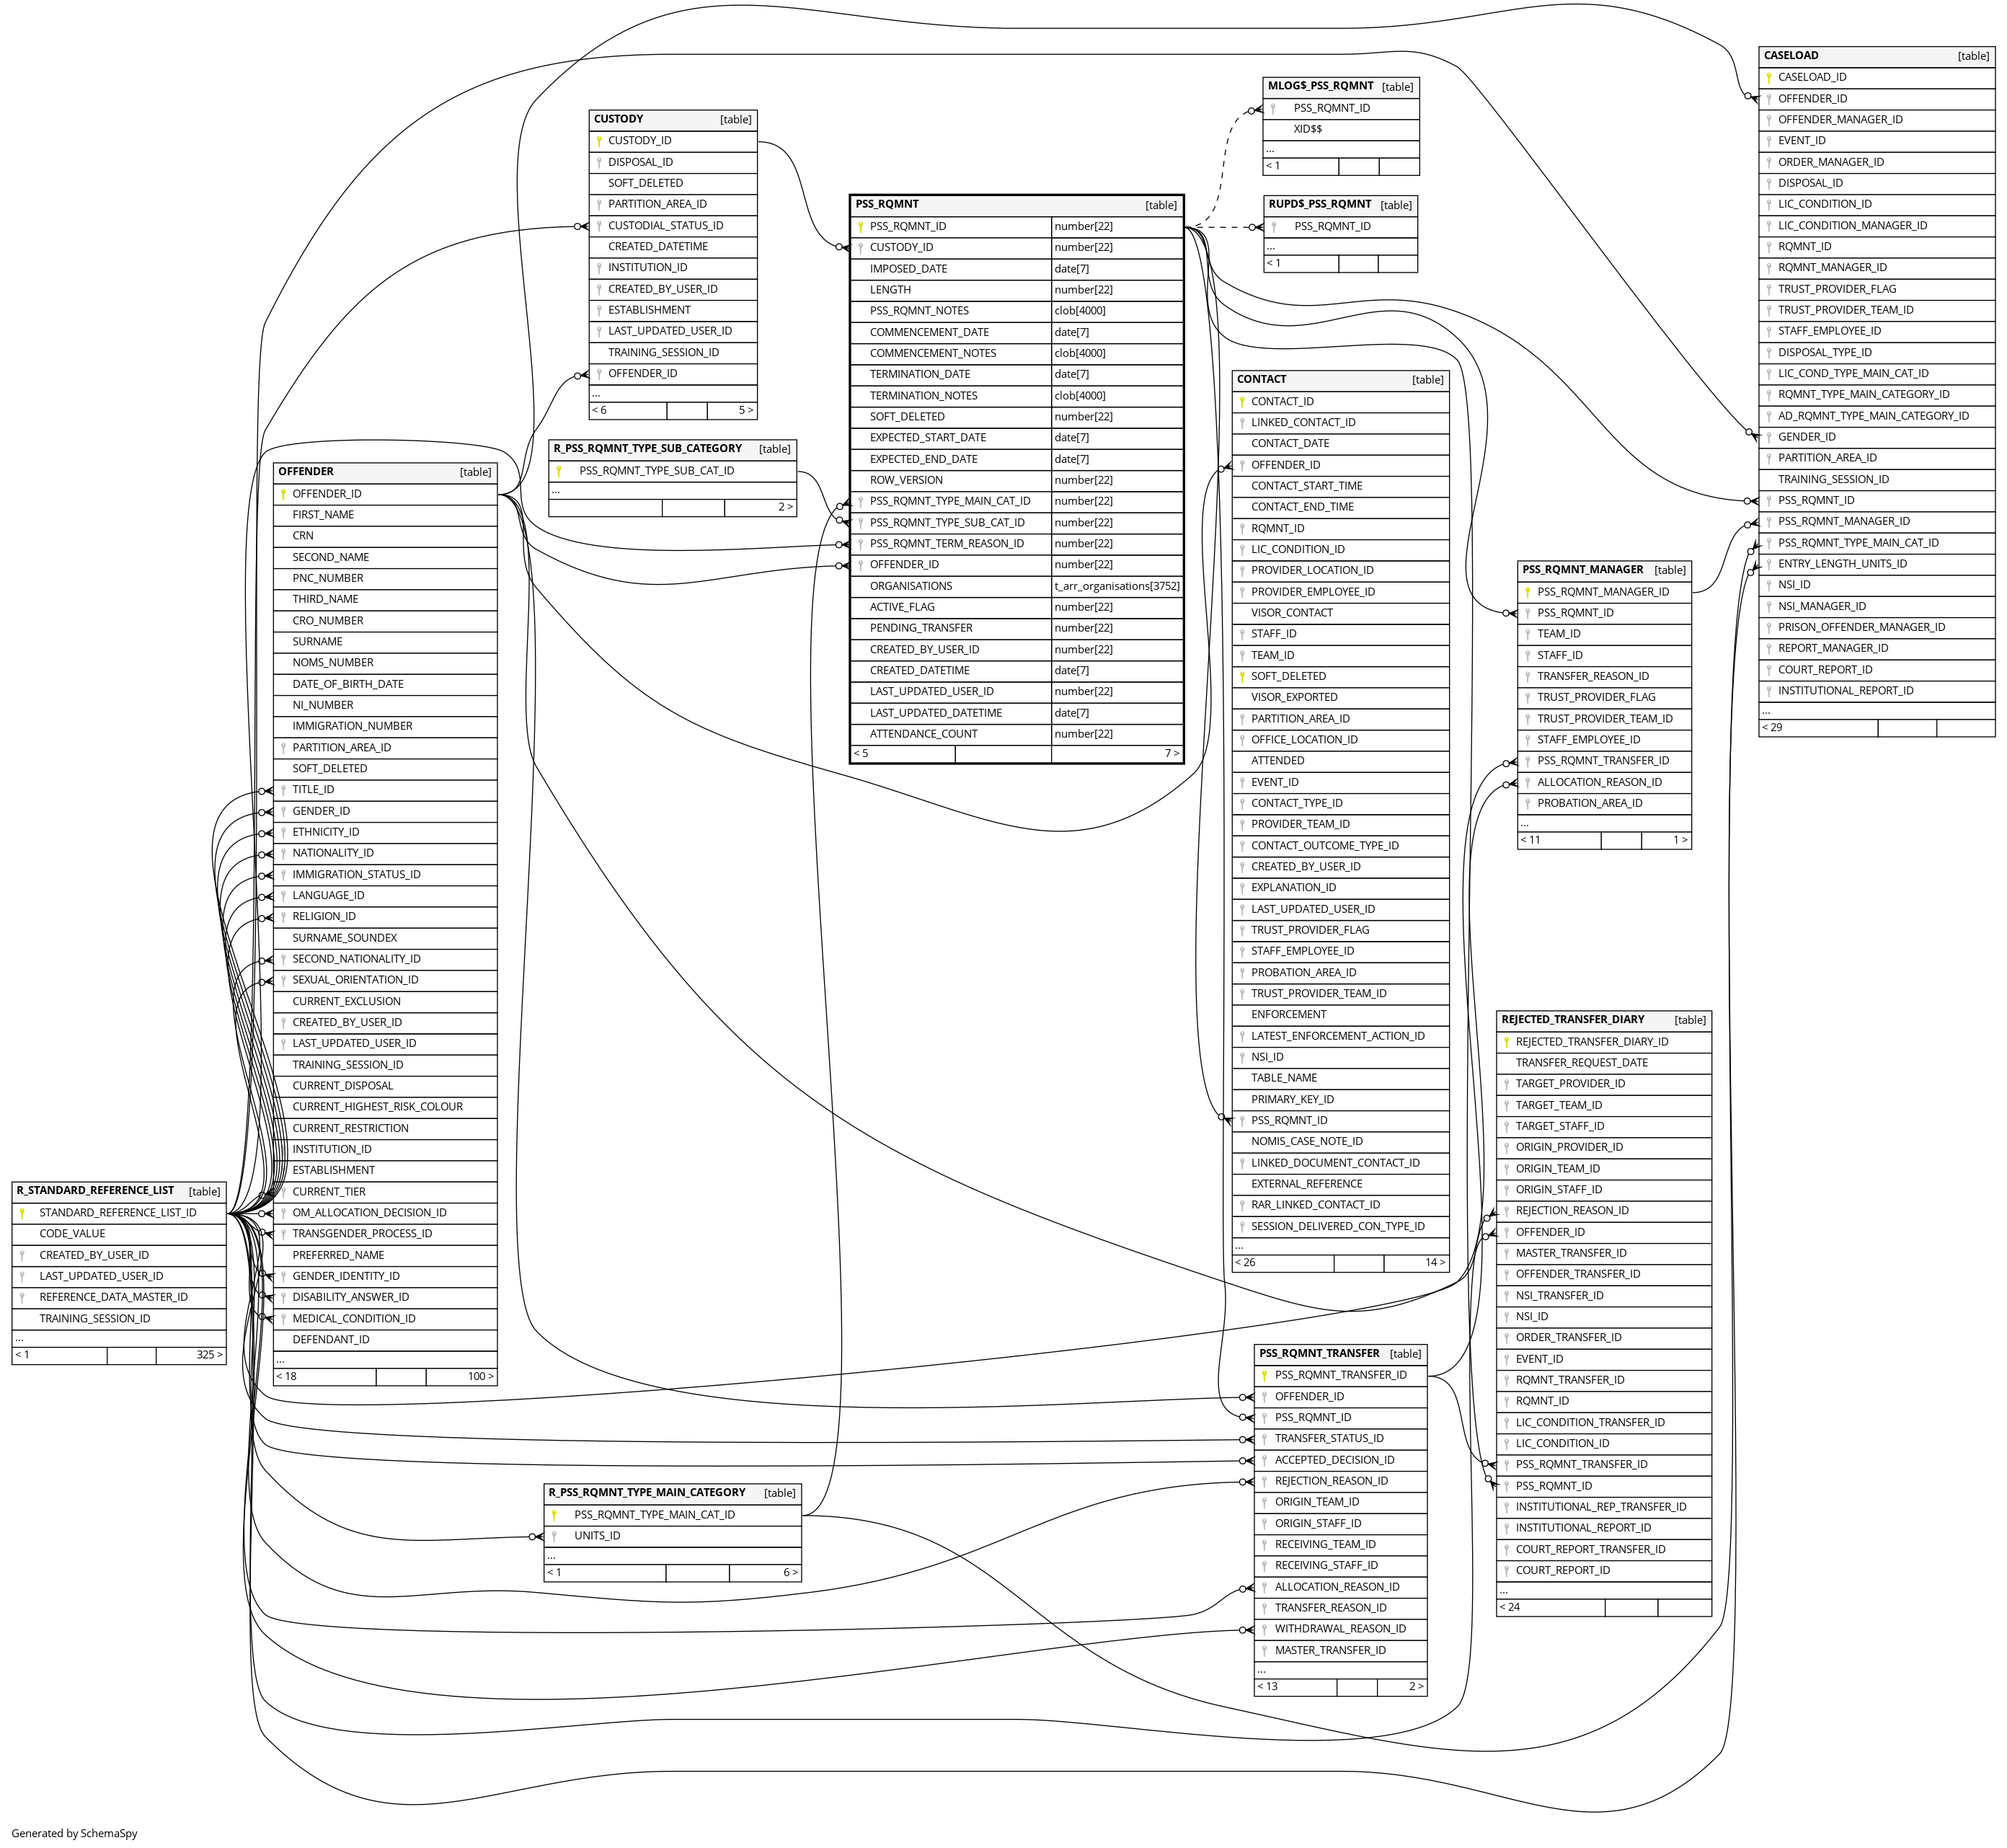 CASELOAD [table]
CASELOAD_ID
OFFENDER_ID
OFFENDER_MANAGER_ID
EVENT_ID
ORDER_MANAGER_ID
DISPOSAL_ID
LIC_CONDITION_ID
LIC_CONDITION_MANAGER_ID
RQMNT_ID
RQMNT_MANAGER_ID
TRUST_PROVIDER_FLAG
TRUST_PROVIDER_TEAM_ID
STAFF_EMPLOYEE_ID
DISPOSAL_TYPE_ID
LIC_COND_TYPE_MAIN_CAT_ID
RQMNT_TYPE_MAIN_CATEGORY_ID
AD_RQMNT_TYPE_MAIN_CATEGORY_ID
GENDER_ID
PARTITION_AREA_ID
TRAINING_SESSION_ID
PSS_RQMNT_ID
PSS_RQMNT_MANAGER_ID
PSS_RQMNT_TYPE_MAIN_CAT_ID
ENTRY_LENGTH_UNITS_ID
NSI_ID
NSI_MANAGER_ID
PRISON_OFFENDER_MANAGER_ID
REPORT_MANAGER_ID
COURT_REPORT_ID
INSTITUTIONAL_REPORT_ID
...
< 29
MLOG$_PSS_RQMNT [table]
PSS_RQMNT_ID
XID$$
...
< 1
RUPD$_PSS_RQMNT [table]
PSS_RQMNT_ID
...
< 1
CUSTODY [table]
CUSTODY_ID
DISPOSAL_ID
SOFT_DELETED
PARTITION_AREA_ID
CUSTODIAL_STATUS_ID
CREATED_DATETIME
INSTITUTION_ID
CREATED_BY_USER_ID
ESTABLISHMENT
LAST_UPDATED_USER_ID
TRAINING_SESSION_ID
OFFENDER_ID
...
< 6 5 >
PSS_RQMNT [table]
PSS_RQMNT_ID number[22]
CUSTODY_ID number[22]
IMPOSED_DATE date[7]
LENGTH number[22]
PSS_RQMNT_NOTES clob[4000]
COMMENCEMENT_DATE date[7]
COMMENCEMENT_NOTES clob[4000]
TERMINATION_DATE date[7]
TERMINATION_NOTES clob[4000]
SOFT_DELETED number[22]
EXPECTED_START_DATE date[7]
EXPECTED_END_DATE date[7]
ROW_VERSION number[22]
PSS_RQMNT_TYPE_MAIN_CAT_ID number[22]
PSS_RQMNT_TYPE_SUB_CAT_ID number[22]
PSS_RQMNT_TERM_REASON_ID number[22]
OFFENDER_ID number[22]
ORGANISATIONS t_arr_organisations[3752]
ACTIVE_FLAG number[22]
PENDING_TRANSFER number[22]
CREATED_BY_USER_ID number[22]
CREATED_DATETIME date[7]
LAST_UPDATED_USER_ID number[22]
LAST_UPDATED_DATETIME date[7]
ATTENDANCE_COUNT number[22]
< 5 7 >
CONTACT [table]
CONTACT_ID
LINKED_CONTACT_ID
CONTACT_DATE
OFFENDER_ID
CONTACT_START_TIME
CONTACT_END_TIME
RQMNT_ID
LIC_CONDITION_ID
PROVIDER_LOCATION_ID
PROVIDER_EMPLOYEE_ID
VISOR_CONTACT
STAFF_ID
TEAM_ID
SOFT_DELETED
VISOR_EXPORTED
PARTITION_AREA_ID
OFFICE_LOCATION_ID
ATTENDED
EVENT_ID
CONTACT_TYPE_ID
PROVIDER_TEAM_ID
CONTACT_OUTCOME_TYPE_ID
CREATED_BY_USER_ID
EXPLANATION_ID
LAST_UPDATED_USER_ID
TRUST_PROVIDER_FLAG
STAFF_EMPLOYEE_ID
PROBATION_AREA_ID
TRUST_PROVIDER_TEAM_ID
ENFORCEMENT
LATEST_ENFORCEMENT_ACTION_ID
NSI_ID
TABLE_NAME
PRIMARY_KEY_ID
PSS_RQMNT_ID
NOMIS_CASE_NOTE_ID
LINKED_DOCUMENT_CONTACT_ID
EXTERNAL_REFERENCE
RAR_LINKED_CONTACT_ID
SESSION_DELIVERED_CON_TYPE_ID
...
< 26 14 >
R_PSS_RQMNT_TYPE_SUB_CATEGORY [table]
PSS_RQMNT_TYPE_SUB_CAT_ID
...
2 >
OFFENDER [table]
OFFENDER_ID
FIRST_NAME
CRN
SECOND_NAME
PNC_NUMBER
THIRD_NAME
CRO_NUMBER
SURNAME
NOMS_NUMBER
DATE_OF_BIRTH_DATE
NI_NUMBER
IMMIGRATION_NUMBER
PARTITION_AREA_ID
SOFT_DELETED
TITLE_ID
GENDER_ID
ETHNICITY_ID
NATIONALITY_ID
IMMIGRATION_STATUS_ID
LANGUAGE_ID
RELIGION_ID
SURNAME_SOUNDEX
SECOND_NATIONALITY_ID
SEXUAL_ORIENTATION_ID
CURRENT_EXCLUSION
CREATED_BY_USER_ID
LAST_UPDATED_USER_ID
TRAINING_SESSION_ID
CURRENT_DISPOSAL
CURRENT_HIGHEST_RISK_COLOUR
CURRENT_RESTRICTION
INSTITUTION_ID
ESTABLISHMENT
CURRENT_TIER
OM_ALLOCATION_DECISION_ID
TRANSGENDER_PROCESS_ID
PREFERRED_NAME
GENDER_IDENTITY_ID
DISABILITY_ANSWER_ID
MEDICAL_CONDITION_ID
DEFENDANT_ID
...
< 18 100 >
PSS_RQMNT_MANAGER [table]
PSS_RQMNT_MANAGER_ID
PSS_RQMNT_ID
TEAM_ID
STAFF_ID
TRANSFER_REASON_ID
TRUST_PROVIDER_FLAG
TRUST_PROVIDER_TEAM_ID
STAFF_EMPLOYEE_ID
PSS_RQMNT_TRANSFER_ID
ALLOCATION_REASON_ID
PROBATION_AREA_ID
...
< 11 1 >
REJECTED_TRANSFER_DIARY [table]
REJECTED_TRANSFER_DIARY_ID
TRANSFER_REQUEST_DATE
TARGET_PROVIDER_ID
TARGET_TEAM_ID
TARGET_STAFF_ID
ORIGIN_PROVIDER_ID
ORIGIN_TEAM_ID
ORIGIN_STAFF_ID
REJECTION_REASON_ID
OFFENDER_ID
MASTER_TRANSFER_ID
OFFENDER_TRANSFER_ID
NSI_TRANSFER_ID
NSI_ID
ORDER_TRANSFER_ID
EVENT_ID
RQMNT_TRANSFER_ID
RQMNT_ID
LIC_CONDITION_TRANSFER_ID
LIC_CONDITION_ID
PSS_RQMNT_TRANSFER_ID
PSS_RQMNT_ID
INSTITUTIONAL_REP_TRANSFER_ID
INSTITUTIONAL_REPORT_ID
COURT_REPORT_TRANSFER_ID
COURT_REPORT_ID
...
< 24
R_STANDARD_REFERENCE_LIST [table]
STANDARD_REFERENCE_LIST_ID
CODE_VALUE
CREATED_BY_USER_ID
LAST_UPDATED_USER_ID
REFERENCE_DATA_MASTER_ID
TRAINING_SESSION_ID
...
< 1 325 >
PSS_RQMNT_TRANSFER [table]
PSS_RQMNT_TRANSFER_ID
OFFENDER_ID
PSS_RQMNT_ID
TRANSFER_STATUS_ID
ACCEPTED_DECISION_ID
REJECTION_REASON_ID
ORIGIN_TEAM_ID
ORIGIN_STAFF_ID
RECEIVING_TEAM_ID
RECEIVING_STAFF_ID
ALLOCATION_REASON_ID
TRANSFER_REASON_ID
WITHDRAWAL_REASON_ID
MASTER_TRANSFER_ID
...
< 13 2 >
R_PSS_RQMNT_TYPE_MAIN_CATEGORY [table]
PSS_RQMNT_TYPE_MAIN_CAT_ID
UNITS_ID
...
< 1 6 >
Generated by SchemaSpy